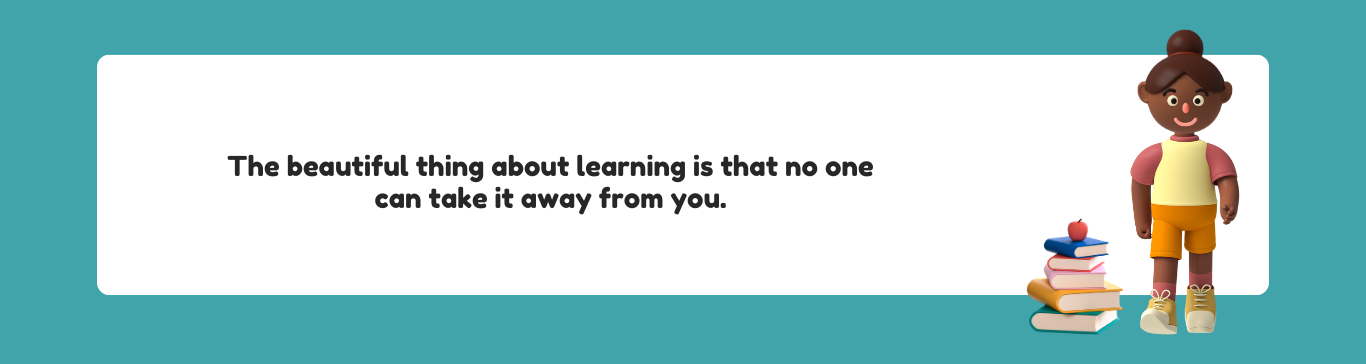 The beautiful thing about learning is that no one
can take it away from you.